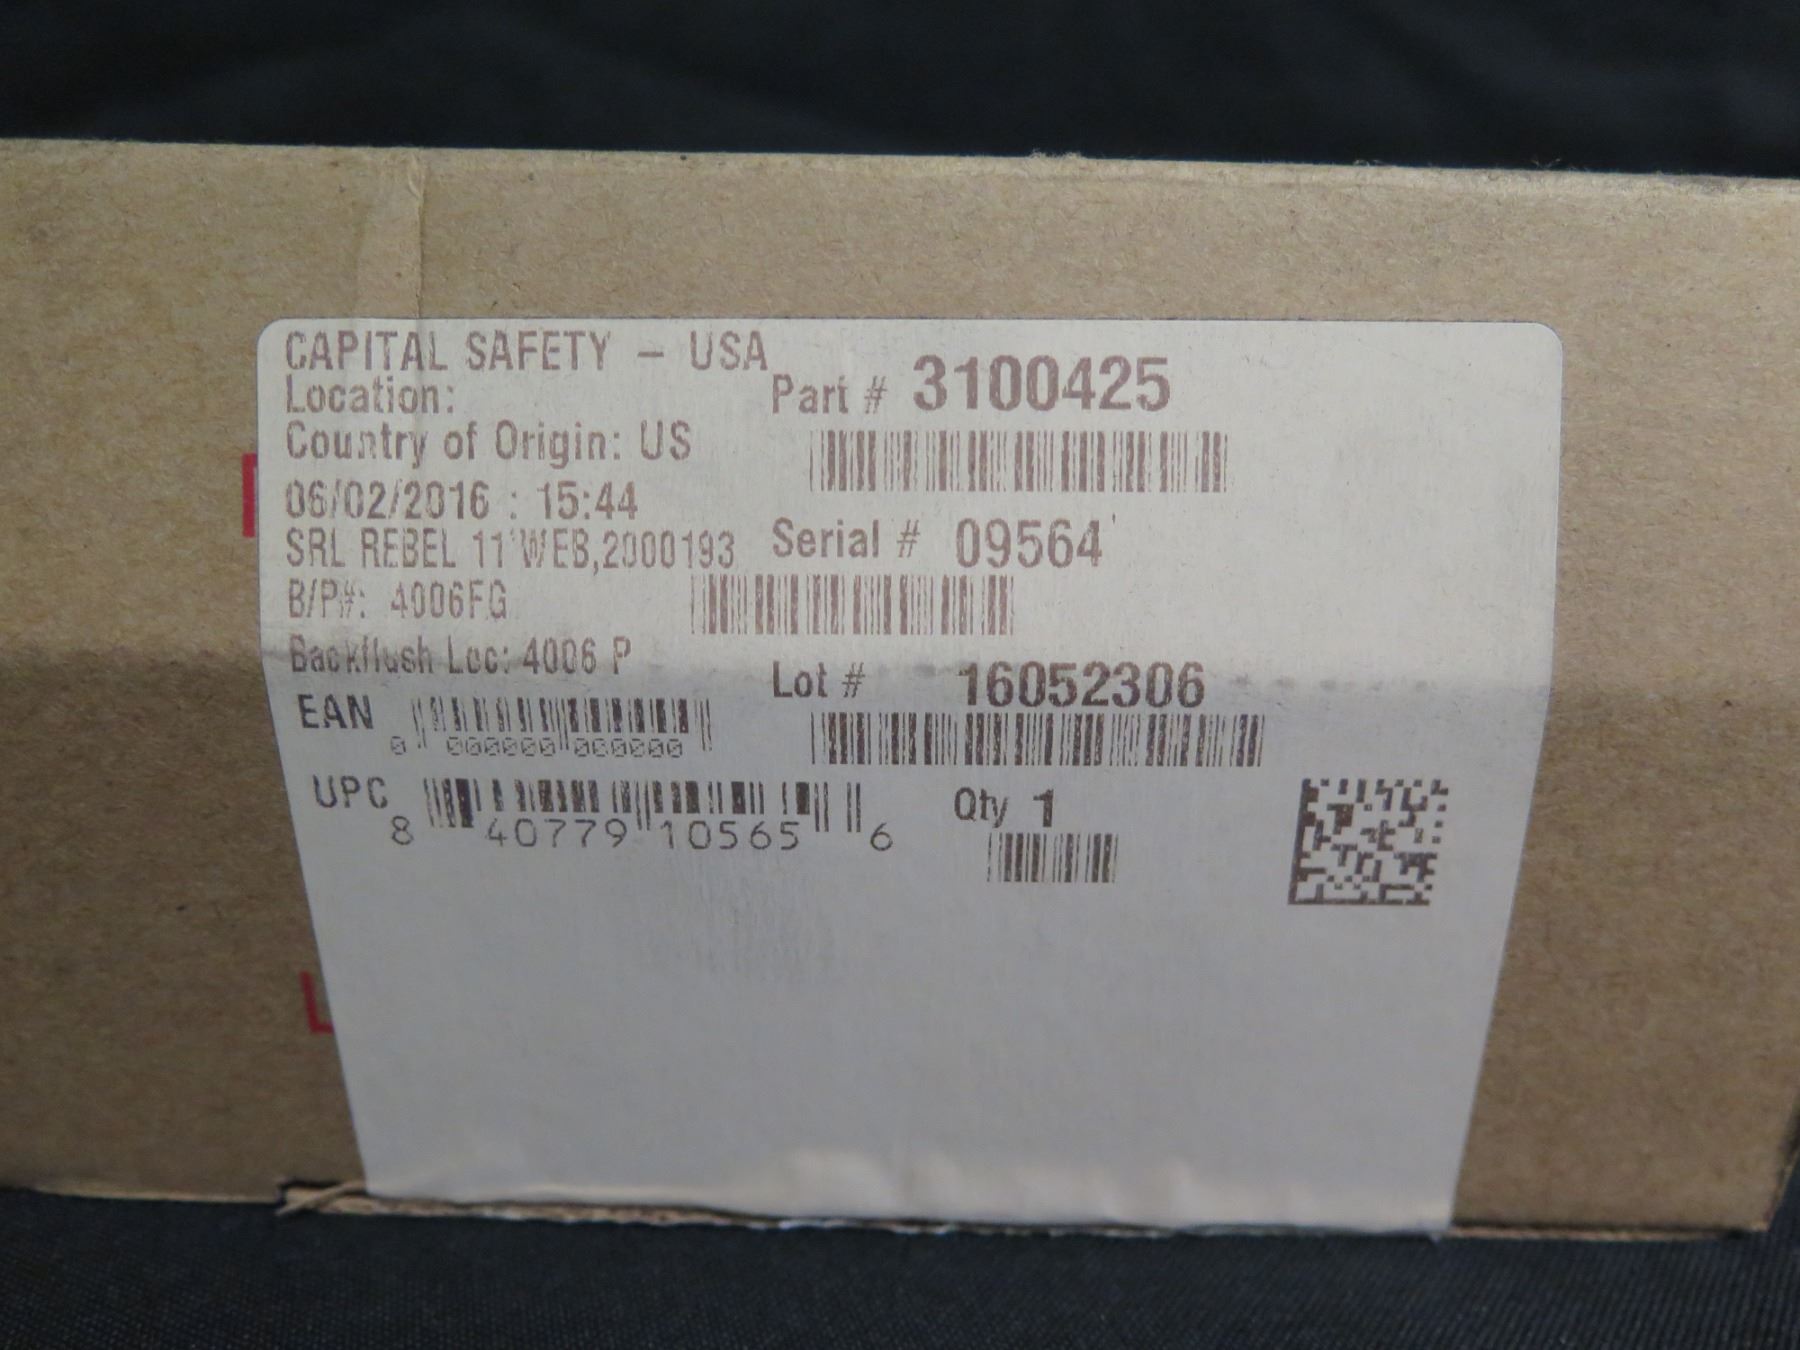 CAPITAL SAFETY - USA
Location:
Country of Origin: US
06/02/2016 : 15:44
SRL REBEL 11'WEB,2000193
B/P#: 4006FG
Backflush Loc: 4006 P
EAN
0 000000 000000
UPC
8 40779 10565 6
Part # 3100425
Serial # 09564
Lot # 16052306
Qty 1